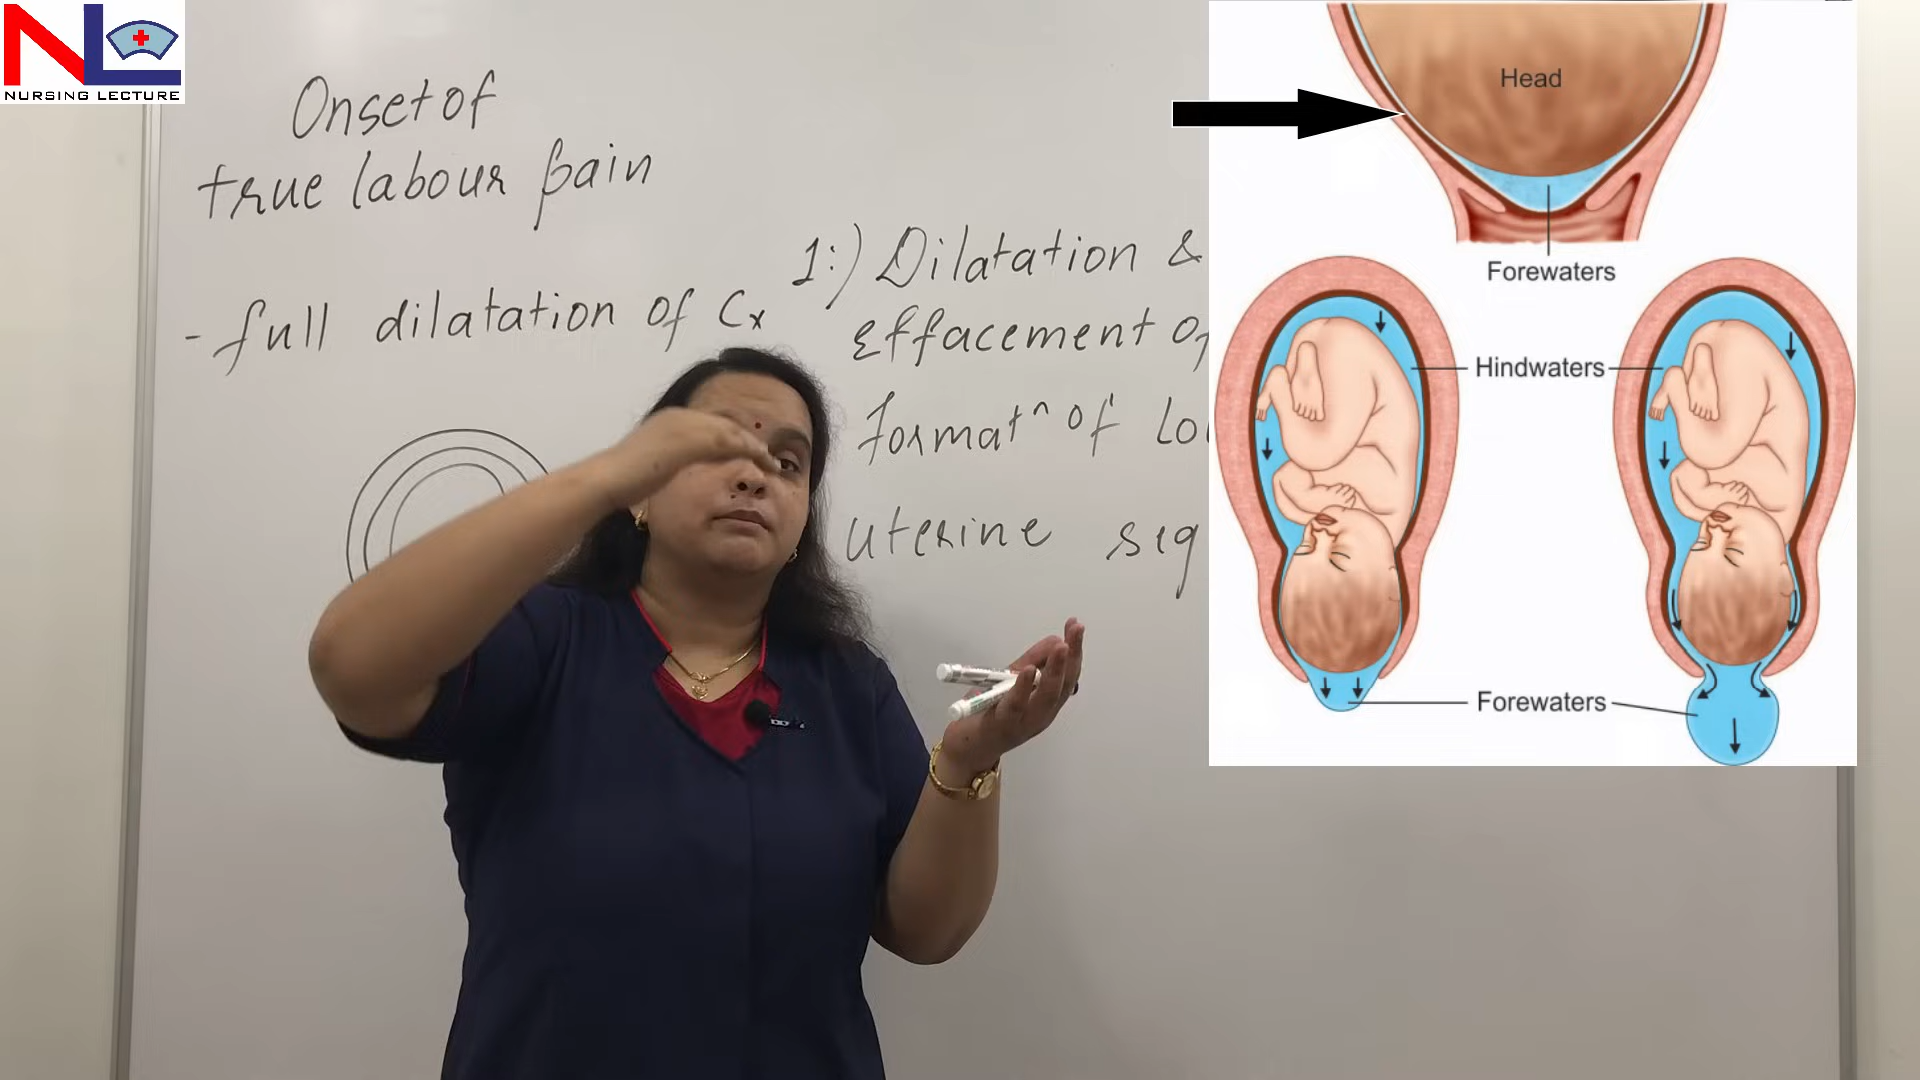 NURSING LECTURE
Onset of
true labour pain
- full dilatation of Cx
1:) Dilatation &
effacement of
format^n of
uterine seg
Head
Forewaters
Hindwaters
Forewaters